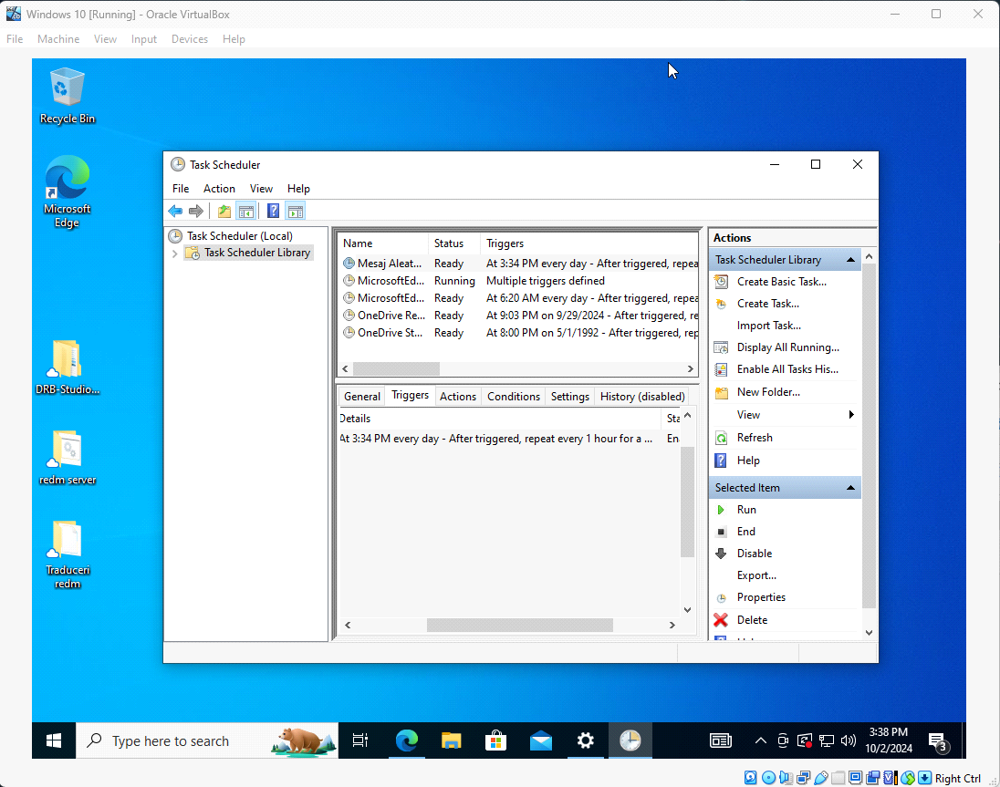 Windows 10 [Running] - Oracle VirtualBox
File Machine View Input Devices Help
Recycle Bin
Microsoft
Edge
DRB-Studio...
redm server
Traduceri
redm
Task Scheduler
File Action View Help
Task Scheduler (Local)
Task Scheduler Library
Name Status Triggers
Mesaj Aleat... Ready At 3:34 PM every day - After triggered, repea
MicrosoftEd... Running Multiple triggers defined
MicrosoftEd... Ready At 6:20 AM every day - After triggered, repea
OneDrive Re... Ready At 9:03 PM on 9/29/2024 - After triggered, re
OneDrive St... Ready At 8:00 PM on 5/1/1992 - After triggered, rep
General Triggers Actions Conditions Settings History (disabled)
Details Sta
At 3:34 PM every day - After triggered, repeat every 1 hour for a ... En
Actions
Task Scheduler Library
Create Basic Task...
Create Task...
Import Task...
Display All Running...
Enable All Tasks His...
New Folder...
View
Refresh
Help
Selected Item
Run
End
Disable
Export...
Properties
Delete
Type here to search
3:38 PM
10/2/2024
3
Right Ctrl